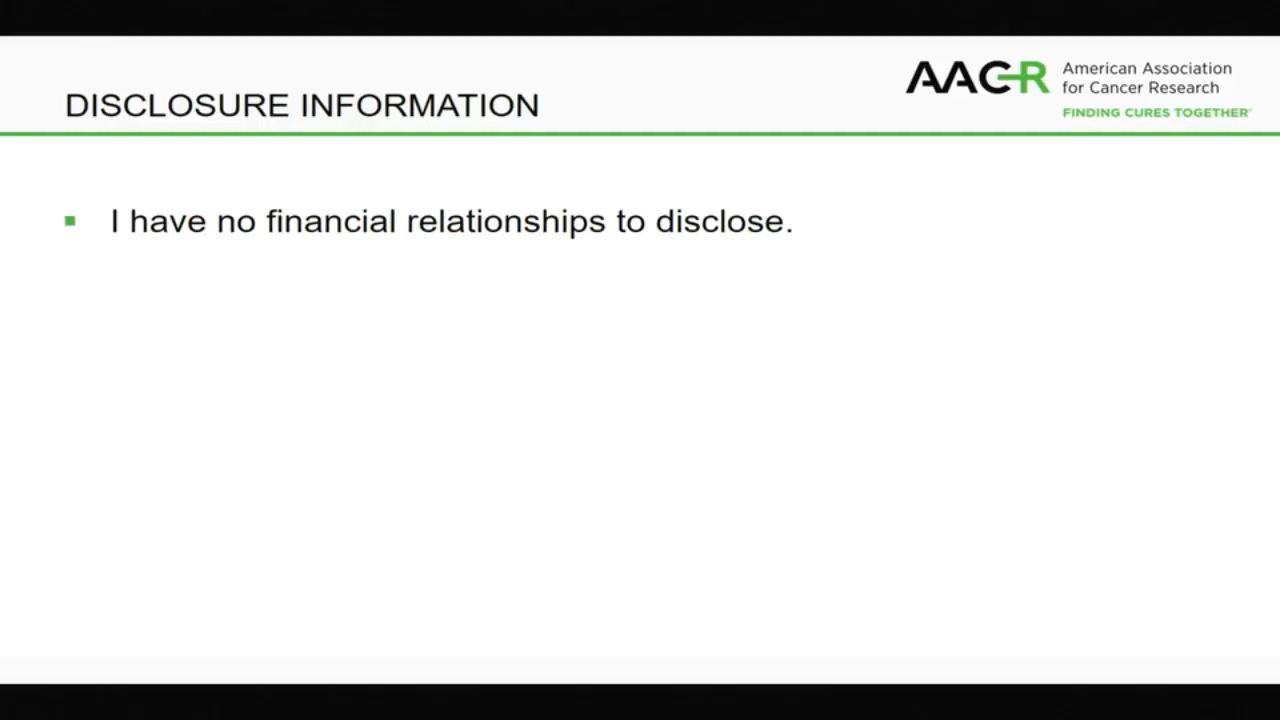 DISCLOSURE INFORMATION
AACR
American Association
for Cancer Research
FINDING CURES TOGETHER®
▪ I have no financial relationships to disclose.